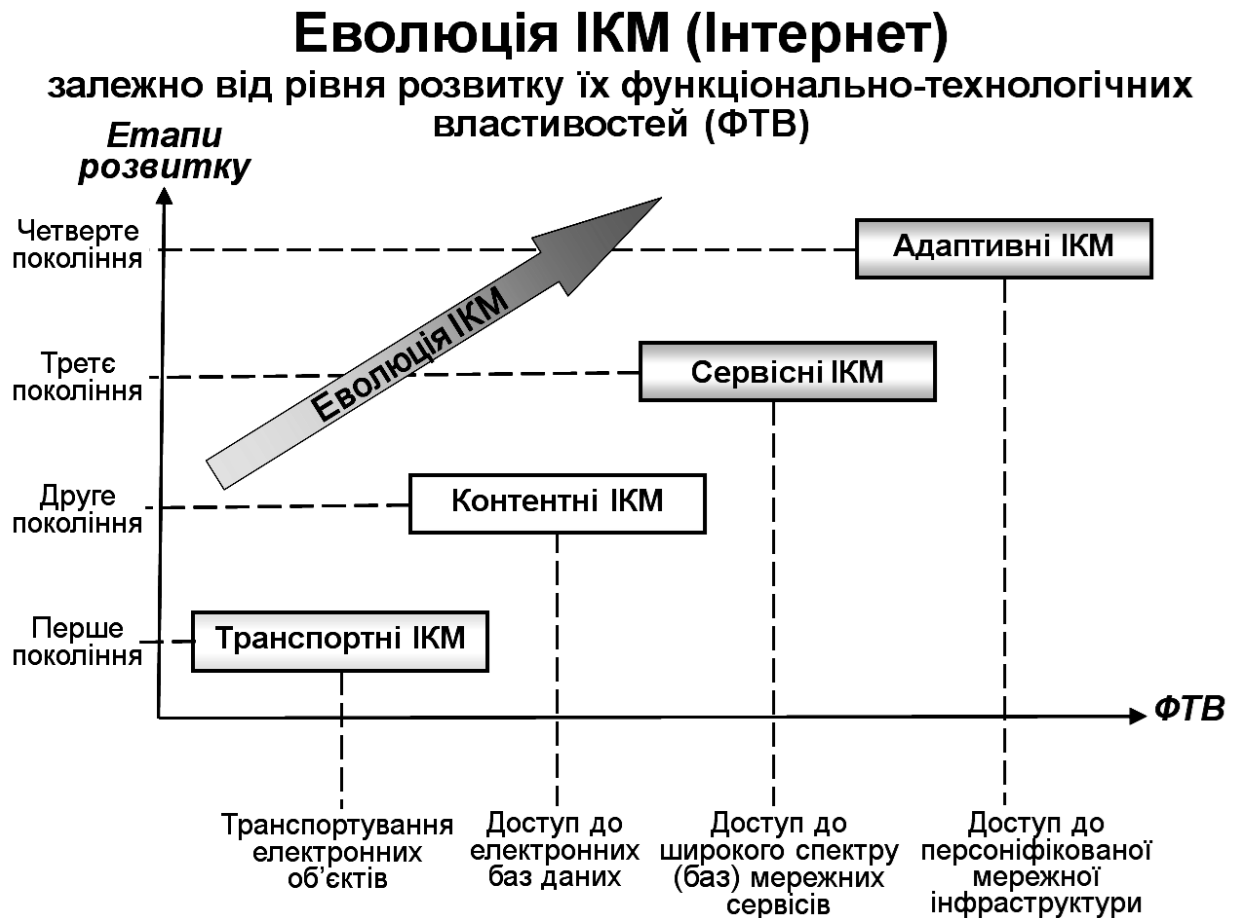 Еволюція ІКМ (Інтернет)
залежно від рівня розвитку їх функціонально-технологічних
властивостей (ФТВ)
Етапи
розвитку
Четверте
покоління
Адаптивні ІКМ
Еволюція ІКМ
Третє
покоління
Сервісні ІКМ
Друге
покоління
Контентні ІКМ
Перше
покоління
Транспортні ІКМ
ФТВ
Транспортування
електронних
об’єктів
Доступ до
електронних
баз даних
Доступ до
широкого спектру
(баз) мережних
сервісів
Доступ до
персоніфікованої
мережної
інфраструктури